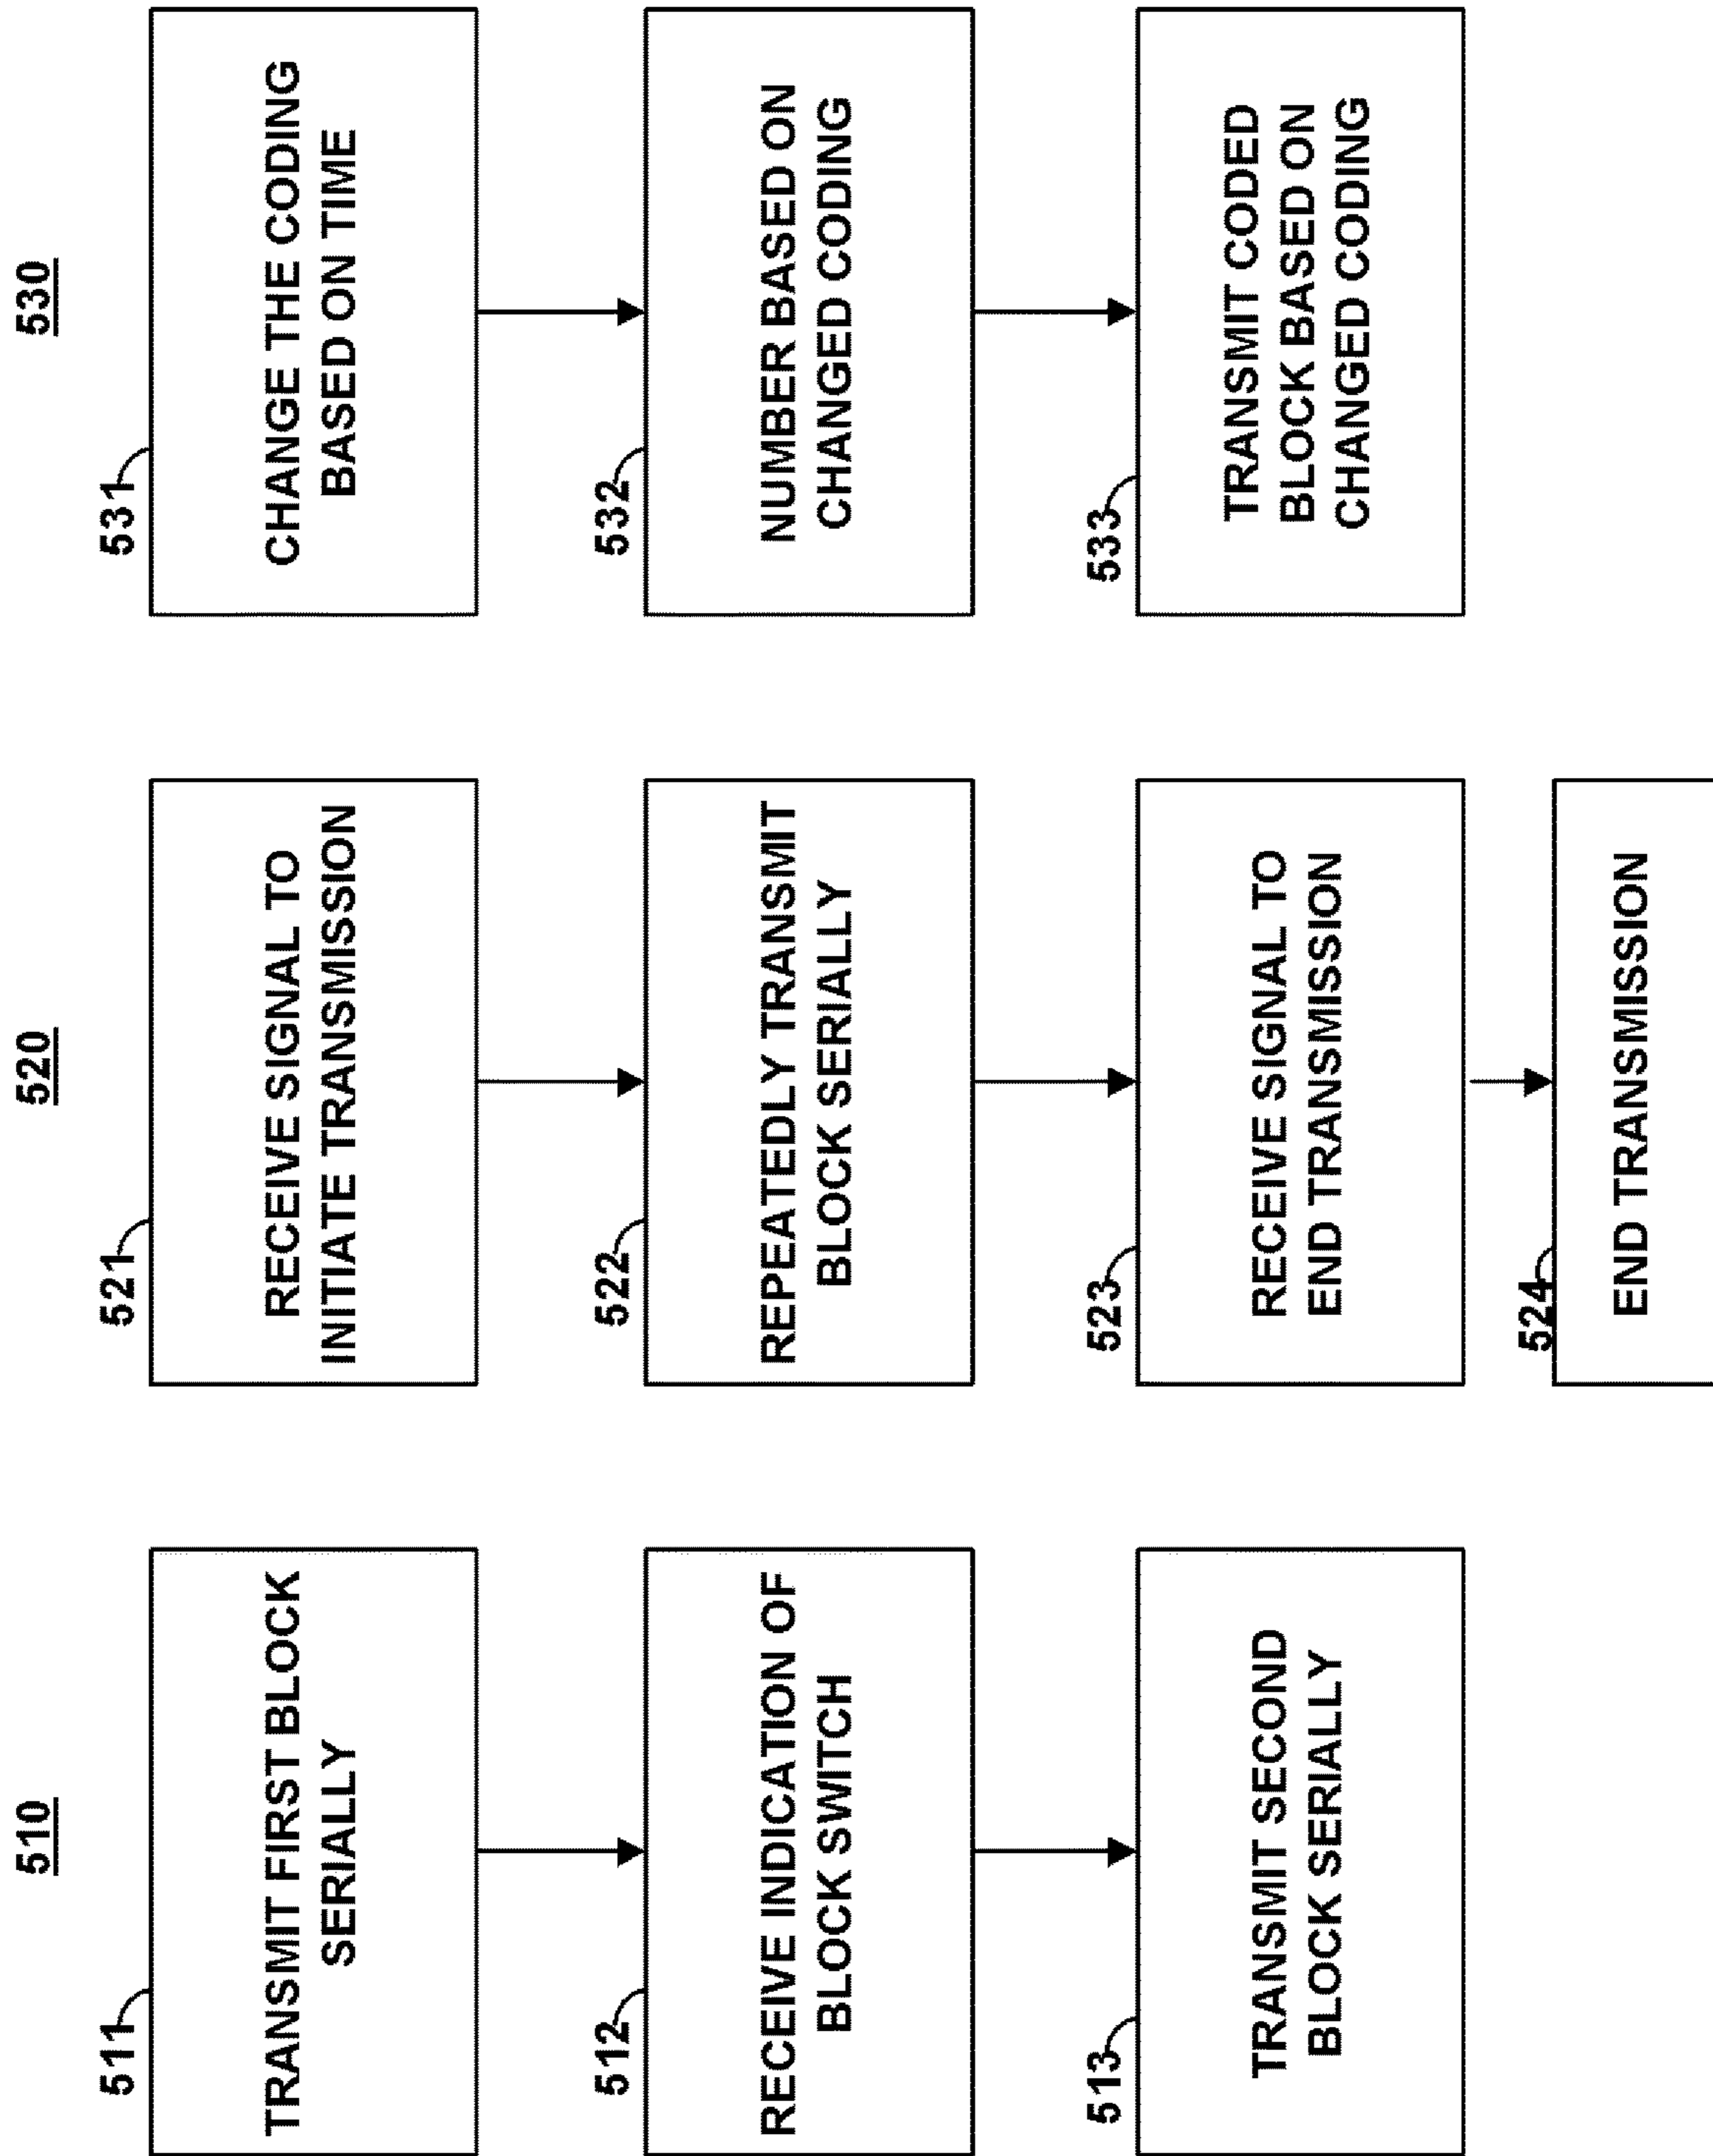 510
511
TRANSMIT FIRST BLOCK
SERIALLY
512
RECEIVE INDICATION OF
BLOCK SWITCH
513
TRANSMIT SECOND
BLOCK SERIALLY
520
521
RECEIVE SIGNAL TO
INITIATE TRANSMISSION
522
REPEATEDLY TRANSMIT
BLOCK SERIALLY
523
RECEIVE SIGNAL TO
END TRANSMISSION
524
END TRANSMISSION
530
531
CHANGE THE CODING
BASED ON TIME
532
NUMBER BASED ON
CHANGED CODING
533
TRANSMIT CODED
BLOCK BASED ON
CHANGED CODING